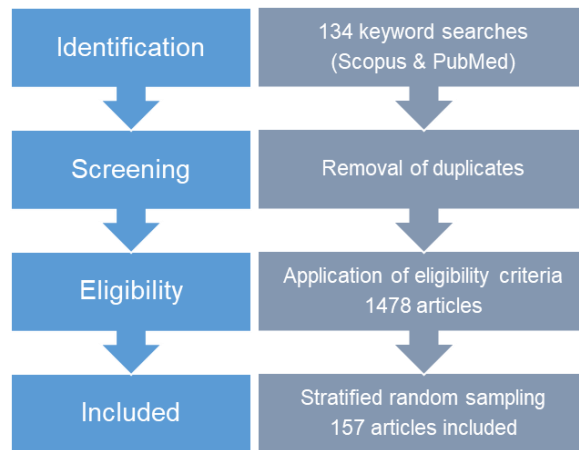 Identification
134 keyword searches
(Scopus & PubMed)
Screening
Removal of duplicates
Eligibility
Application of eligibility criteria
1478 articles
Included
Stratified random sampling
157 articles included